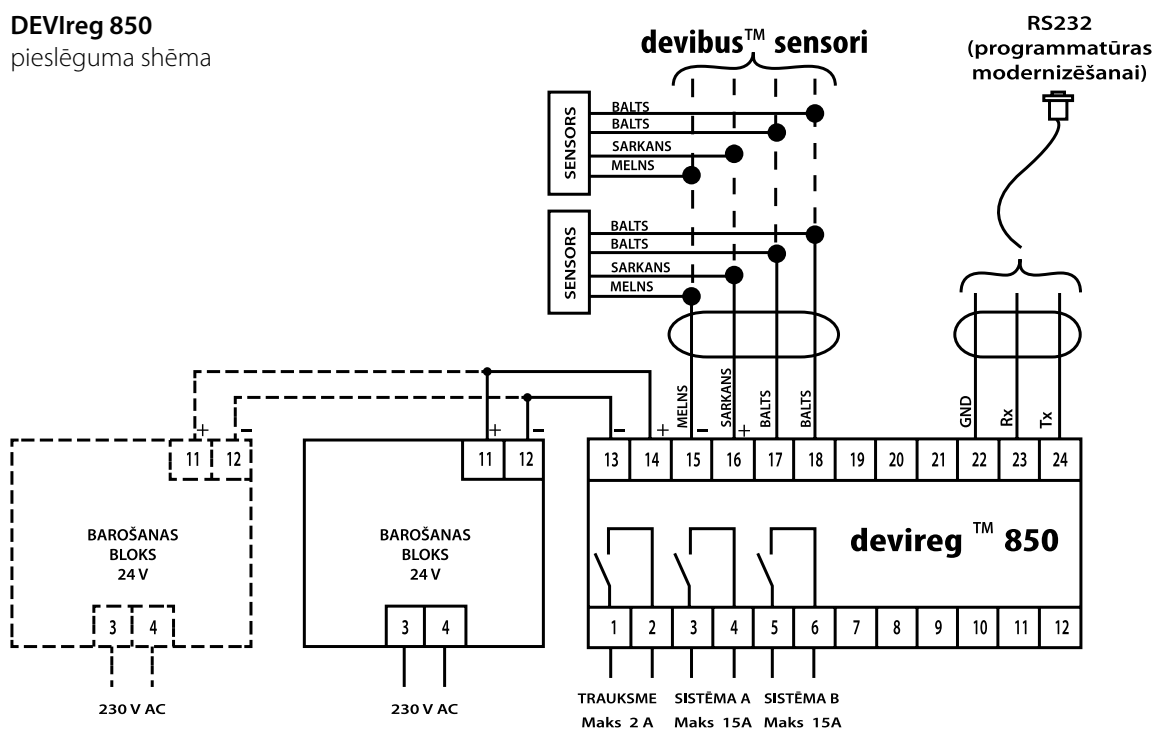 DEVIreg 850
pieslēguma shēma
devibus™ sensori
RS232
(programmatūras
modernizēšanai)
SENSORS
BALTS
BALTS
SARKANS
MELNS
SENSORS
BALTS
BALTS
SARKANS
MELNS
MELNS
SARKANS
BALTS
BALTS
GND
Rx
Tx
+ −
+ −
− + − +
11 12
11 12
13 14 15 16 17 18 19 20 21 22 23 24
BAROŠANAS
BLOKS
24 V
BAROŠANAS
BLOKS
24 V
devireg ™ 850
3 4
3 4
1 2 3 4 5 6 7 8 9 10 11 12
230 V AC
230 V AC
TRAUKSME
Maks 2 A
SISTĒMA A
Maks 15A
SISTĒMA B
Maks 15A